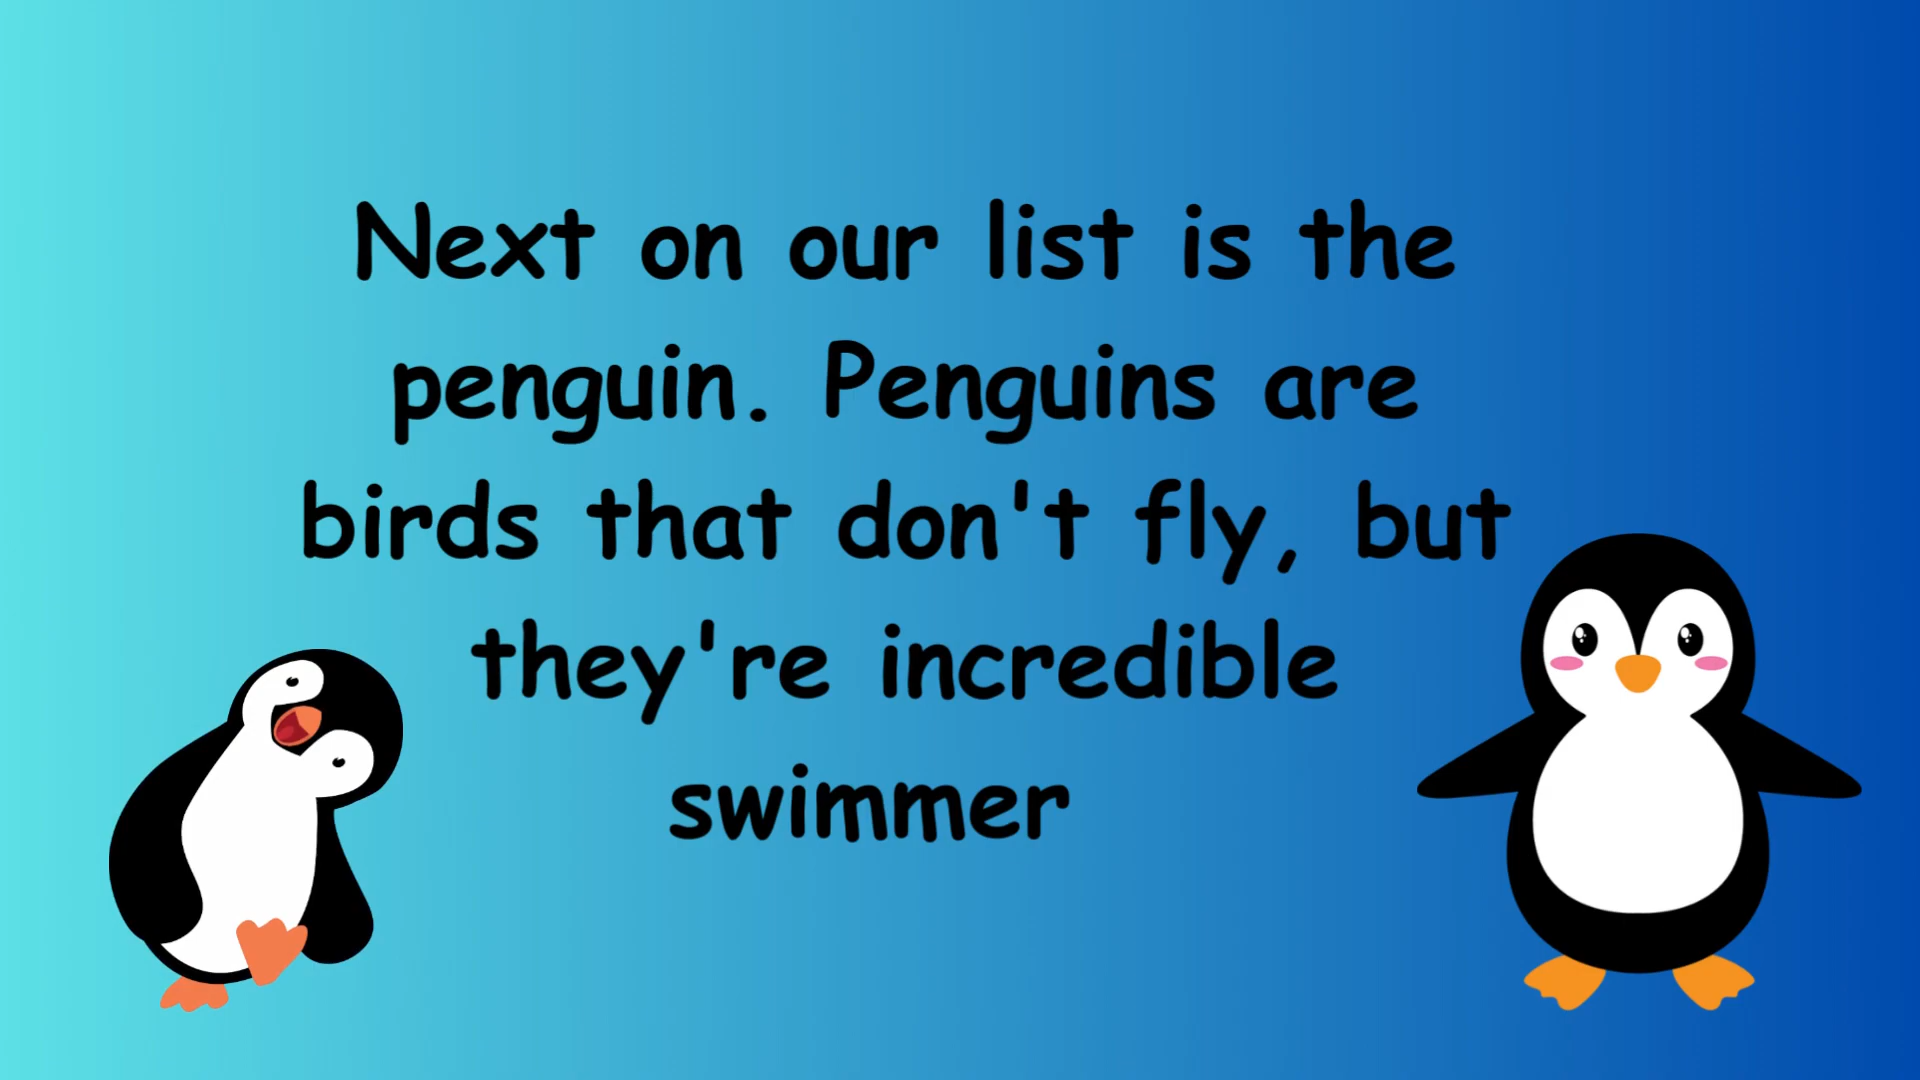 Next on our list is the
penguin. Penguins are
birds that don't fly, but
they're incredible
swimmer